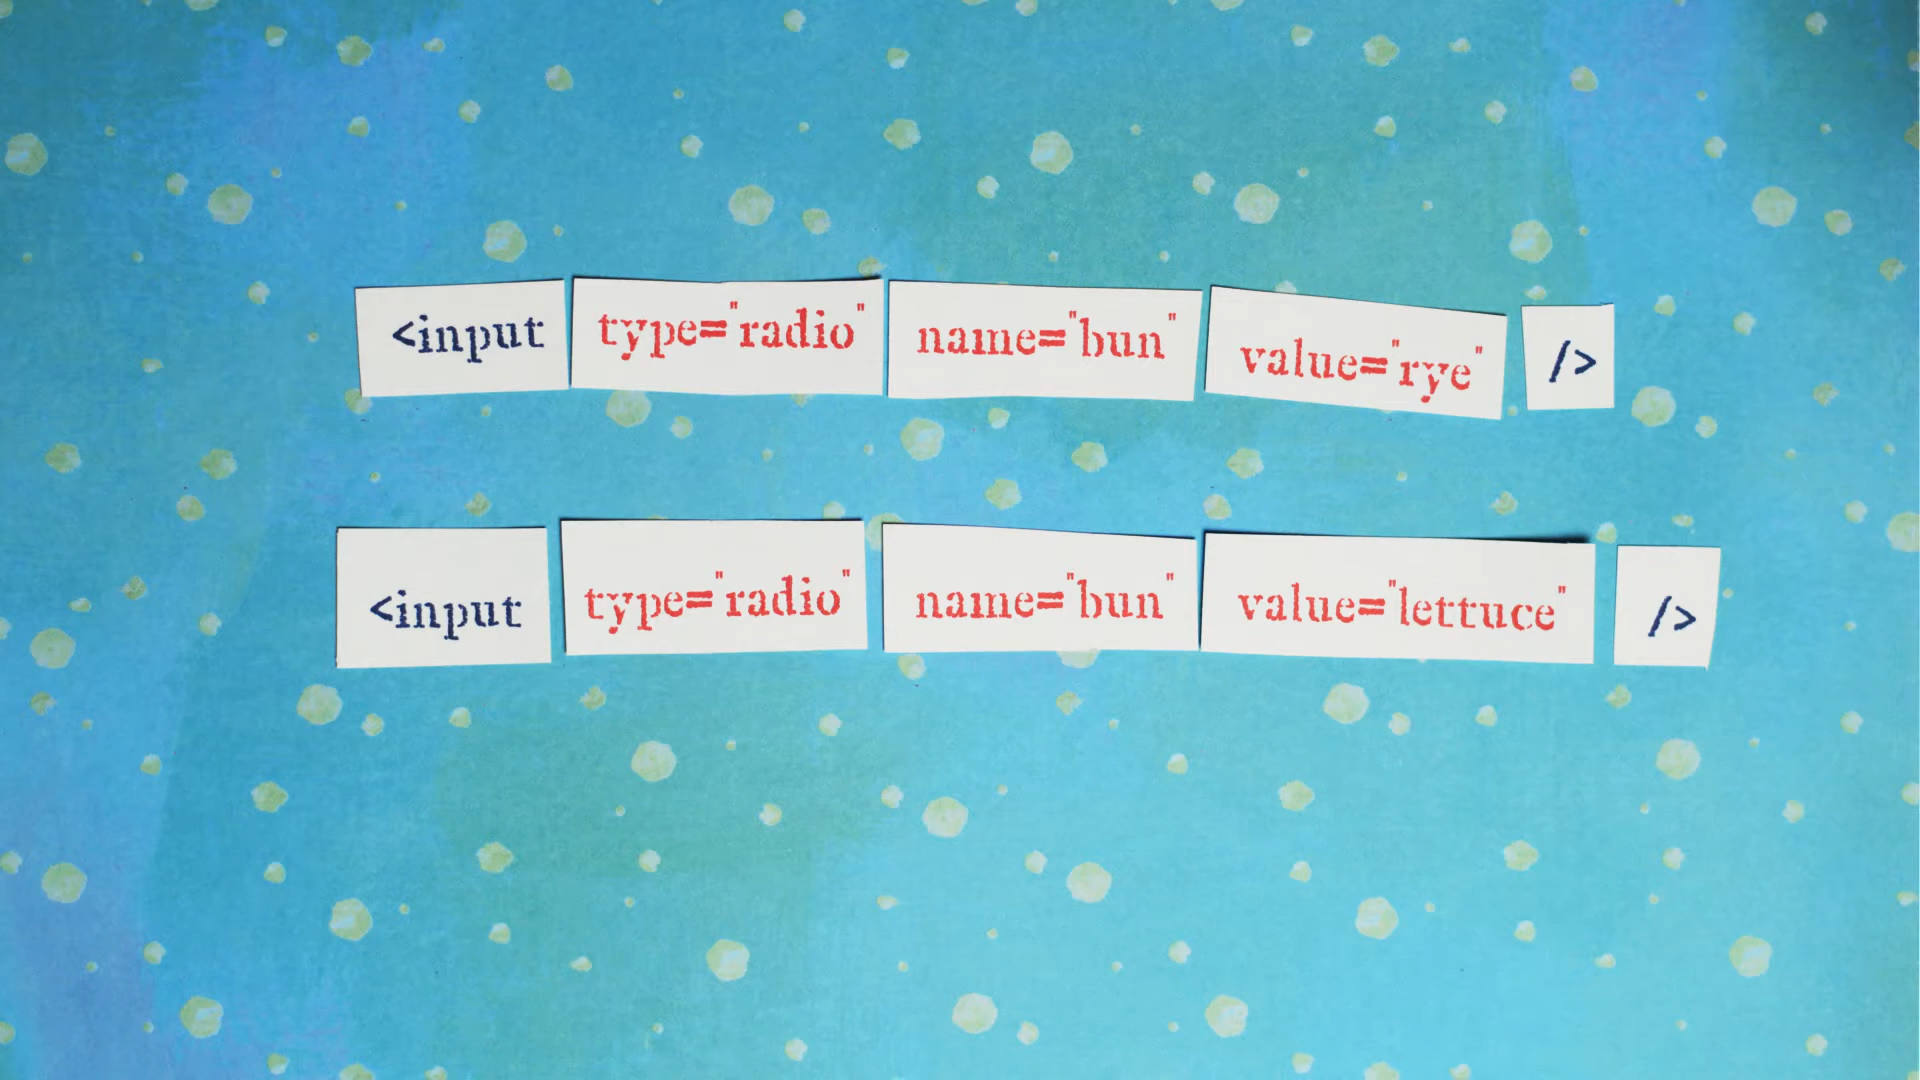 <input type="radio" name="bun" value="rye" />
<input type="radio" name="bun" value="lettuce" />